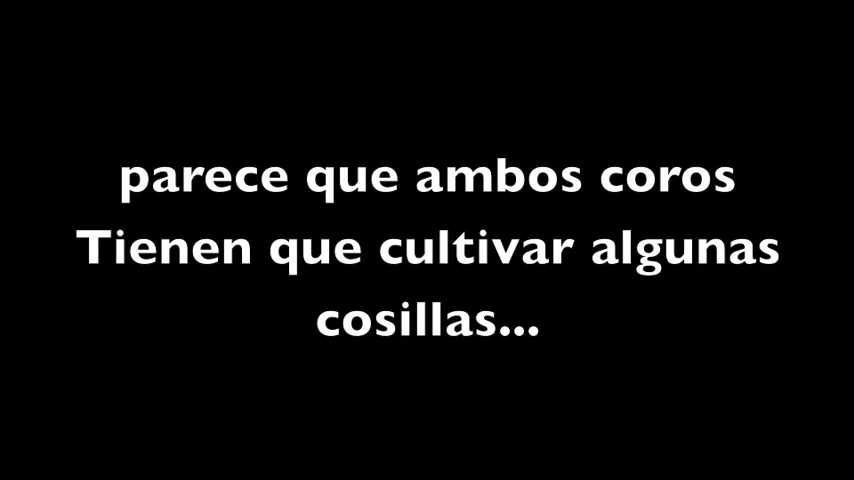 parece que ambos coros
Tienen que cultivar algunas
cosillas...